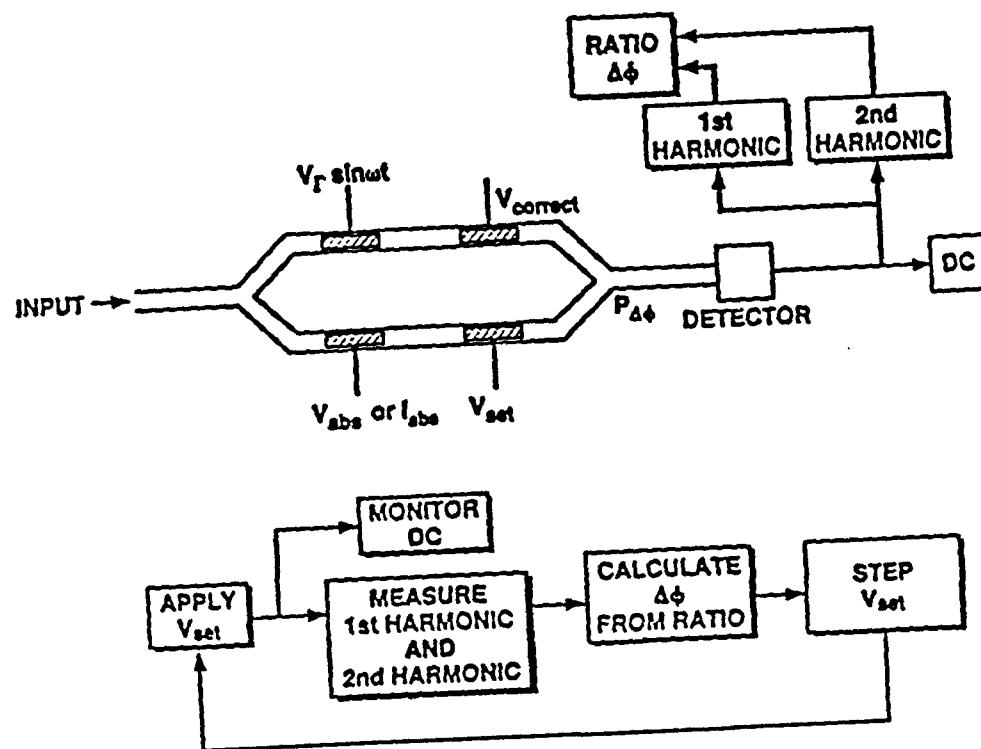 RATIO
Δϕ
1st
HARMONIC
2nd
HARMONIC
V_Γ sinωt
V_correct
INPUT
P_Δϕ
DETECTOR
DC
V_abs or I_abs
V_set
MONITOR
DC
APPLY
V_set
MEASURE
1st HARMONIC
AND
2nd HARMONIC
CALCULATE
Δϕ
FROM RATIO
STEP
V_set